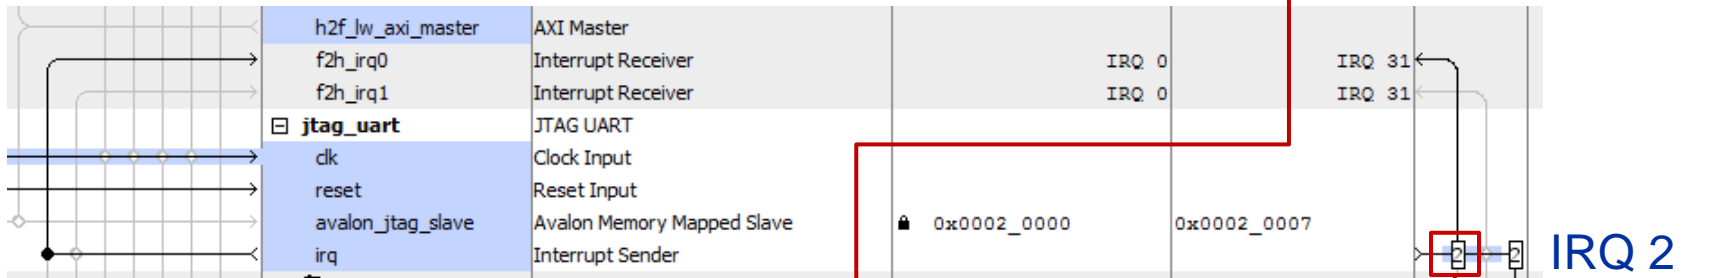 h2f_lw_axi_master AXI Master
f2h_irq0 Interrupt Receiver IRQ 0 IRQ 31
f2h_irq1 Interrupt Receiver IRQ 0 IRQ 31
jtag_uart JTAG UART
clk Clock Input
reset Reset Input
avalon_jtag_slave Avalon Memory Mapped Slave 0x0002_0000 0x0002_0007
irq Interrupt Sender 2 2 IRQ 2